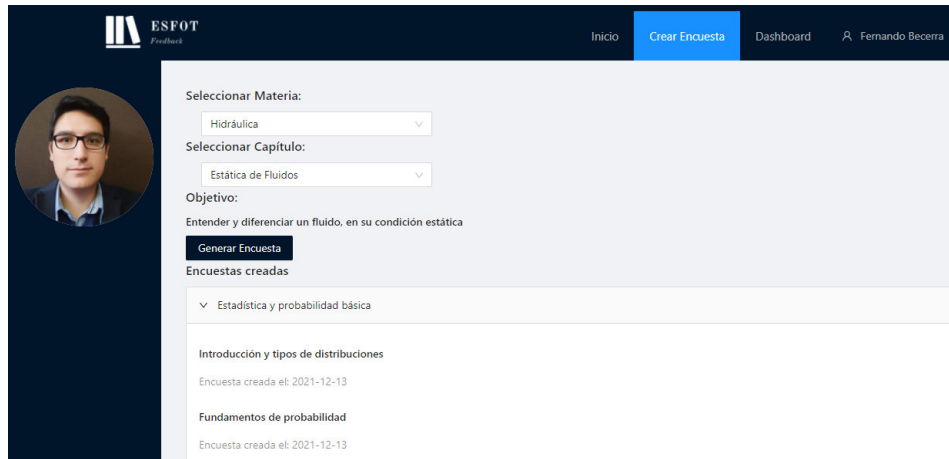 ESFOT
Feedback
Inicio
Crear Encuesta
Dashboard
Fernando Becerra
Seleccionar Materia:
Hidráulica
Seleccionar Capítulo:
Estática de Fluidos
Objetivo:
Entender y diferenciar un fluido, en su condición estática
Generar Encuesta
Encuestas creadas
Estadística y probabilidad básica
Introducción y tipos de distribuciones
Encuesta creada el: 2021-12-13
Fundamentos de probabilidad
Encuesta creada el: 2021-12-13